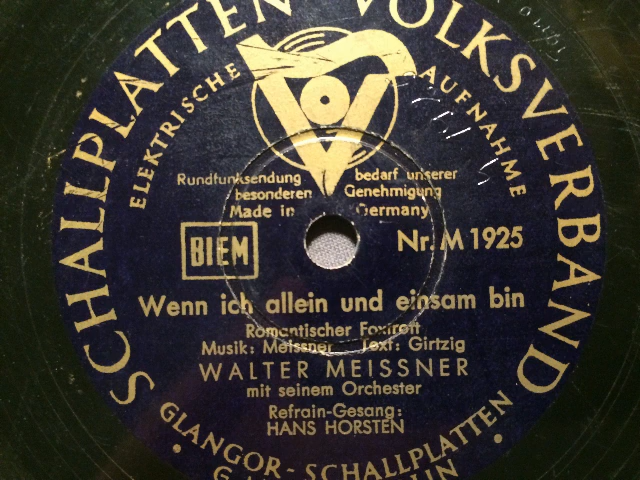 SCHALLPLATTEN VOLKSVERBAND
ELEKTRISCHE AUFNAHME
V
Rundfunksendung bedarf unserer
besonderen Genehmigung
Made in Germany
BIEM
Nr. M 1925
Wenn ich allein und einsam bin
Romantischer Foxtrott
Musik: Meissner Text: Girtzig
WALTER MEISSNER
mit seinem Orchester
Refrain-Gesang:
HANS HORSTEN
GLANGOR-SCHALLPLATTEN